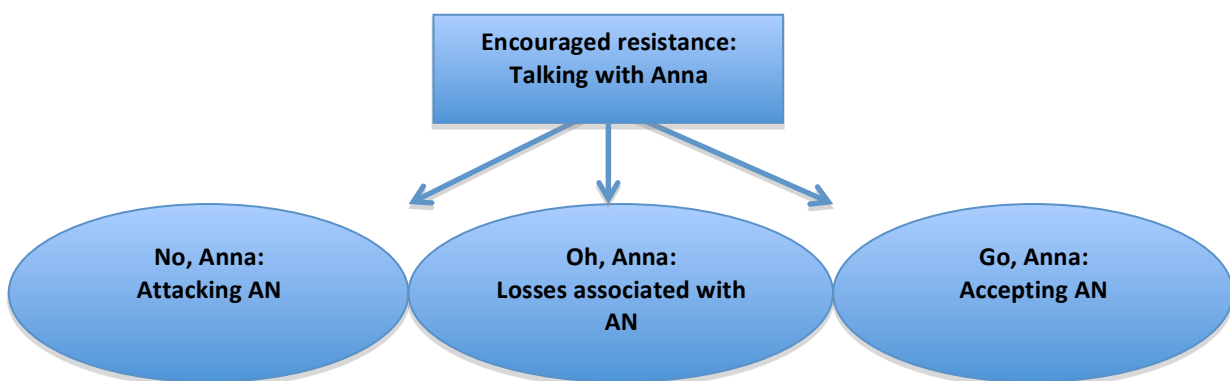 Encouraged resistance:
Talking with Anna
No, Anna:
Attacking AN
Oh, Anna:
Losses associated with
AN
Go, Anna:
Accepting AN